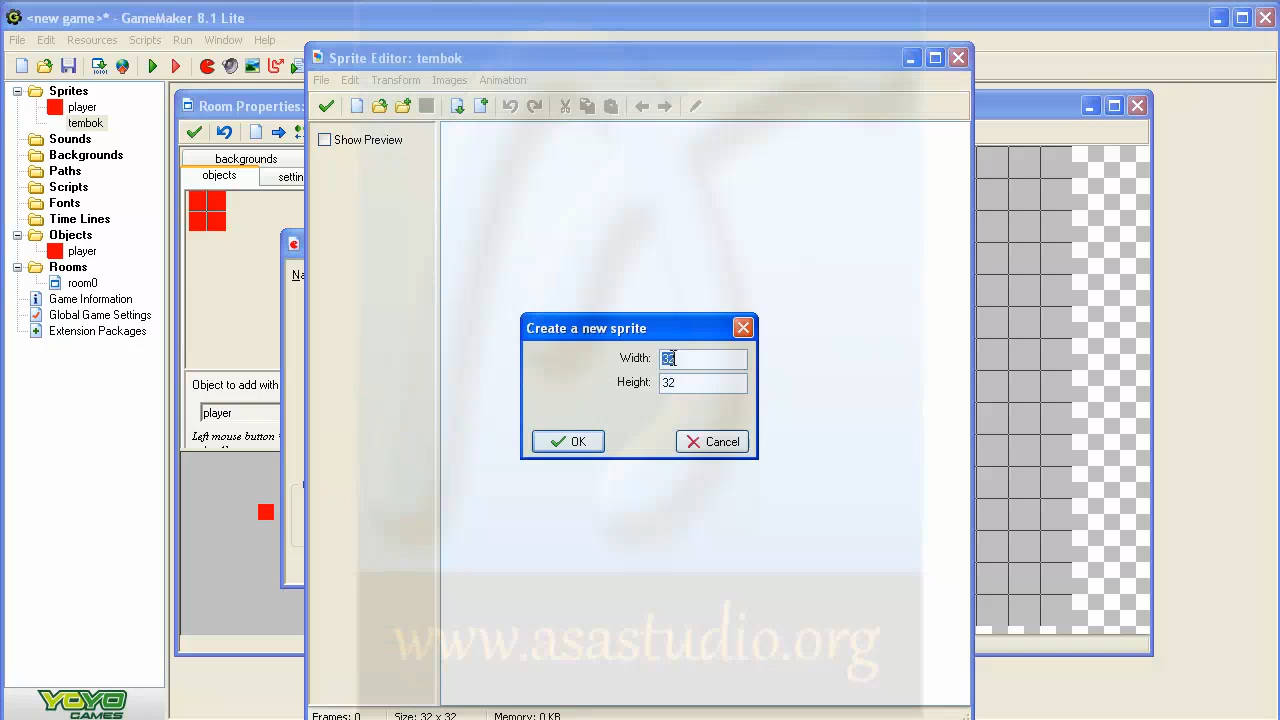 <new game>* - GameMaker 8.1 Lite
File Edit Resources Scripts Run Window Help
Sprites
player
tembok
Sounds
Backgrounds
Paths
Scripts
Fonts
Time Lines
Objects
player
Rooms
room0
Game Information
Global Game Settings
Extension Packages
YOYO
GAMES
Room Properties:
backgrounds
objects
Object to add with
player
Left mouse button
Sprite Editor: tembok
File Edit Transform Images Animation
Show Preview
Create a new sprite
Width: 32
Height: 32
OK Cancel
www.asastudio.org
Frames: 0 Size: 32 x 32 Memory: 0 KB